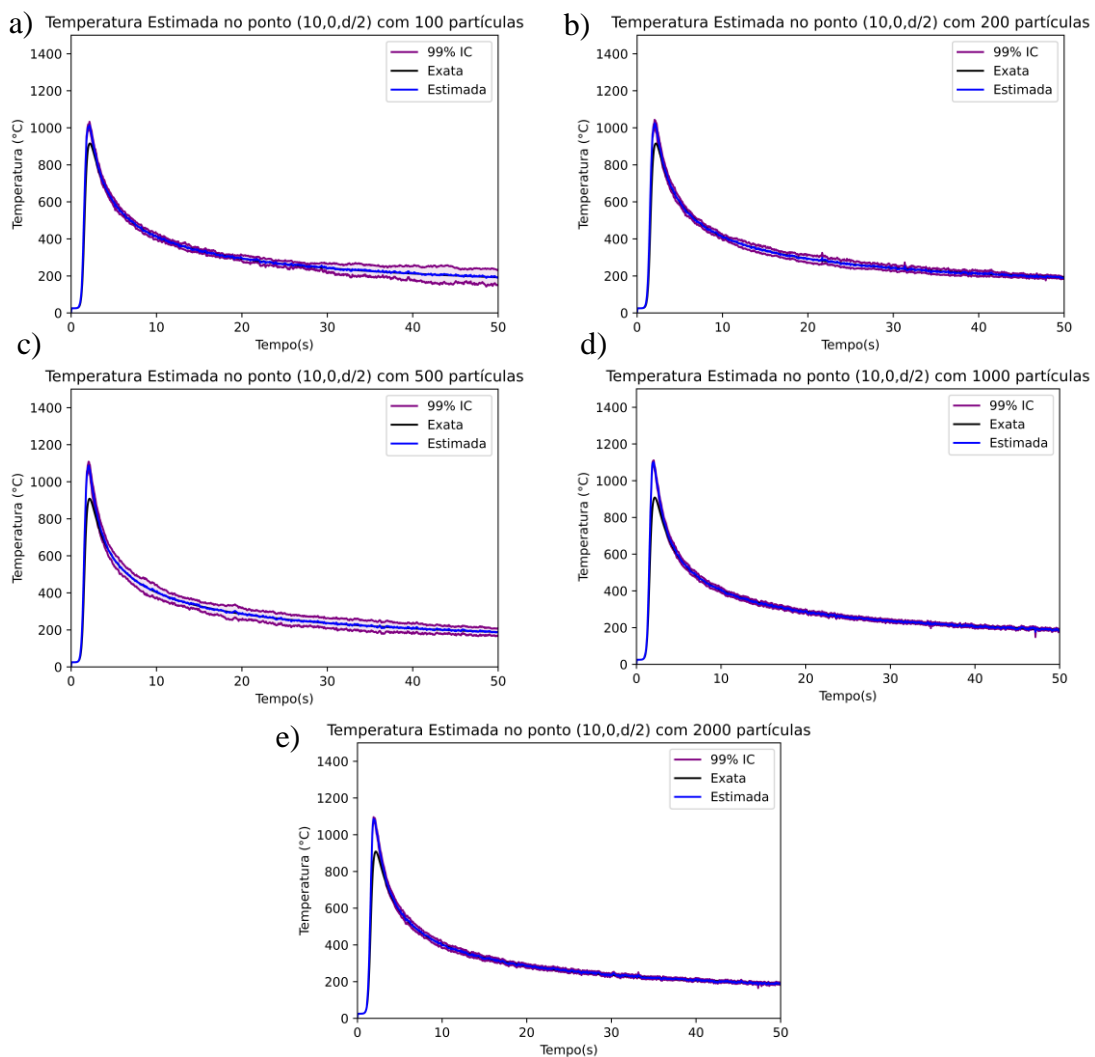 a)
Temperatura Estimada no ponto (10,0,d/2) com 100 partículas
99% IC
Exata
Estimada
Temperatura (°C)
1400
1200
1000
800
600
400
200
0
0 10 20 30 40 50
Tempo(s)
b)
Temperatura Estimada no ponto (10,0,d/2) com 200 partículas
99% IC
Exata
Estimada
Temperatura (°C)
1400
1200
1000
800
600
400
200
0
0 10 20 30 40 50
Tempo(s)
c)
Temperatura Estimada no ponto (10,0,d/2) com 500 partículas
99% IC
Exata
Estimada
Temperatura (°C)
1400
1200
1000
800
600
400
200
0
0 10 20 30 40 50
Tempo(s)
d)
Temperatura Estimada no ponto (10,0,d/2) com 1000 partículas
99% IC
Exata
Estimada
Temperatura (°C)
1400
1200
1000
800
600
400
200
0
0 10 20 30 40 50
Tempo(s)
e)
Temperatura Estimada no ponto (10,0,d/2) com 2000 partículas
99% IC
Exata
Estimada
Temperatura (°C)
1400
1200
1000
800
600
400
200
0
0 10 20 30 40 50
Tempo(s)